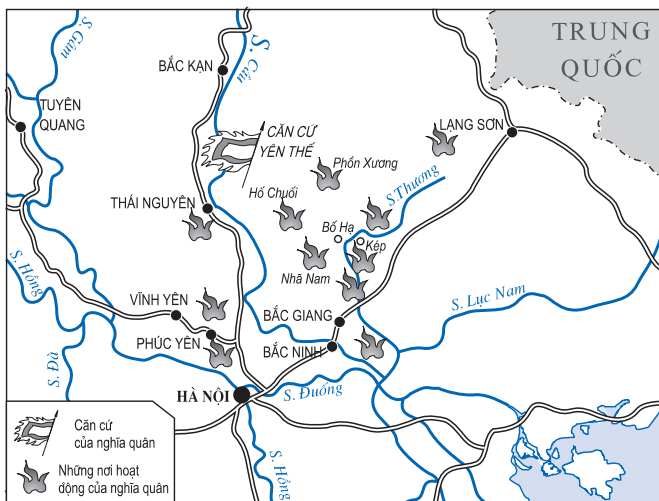 S. Gâm
S. Cầu
TRUNG
QUỐC
BẮC KẠN
TUYÊN
QUANG
CĂN CỨ
YÊN THẾ
LẠNG SƠN
Phồn Xương
Hố Chuối
S.Thương
THÁI NGUYÊN
Bố Hạ
Kép
Nhã Nam
S. Hồng
VĨNH YÊN
S. Lục Nam
BẮC GIANG
PHÚC YÊN
BẮC NINH
S. Đà
HÀ NỘI
S. Đuống
Căn cứ
của nghĩa quân
Những nơi hoạt
động của nghĩa quân
S. Hồng